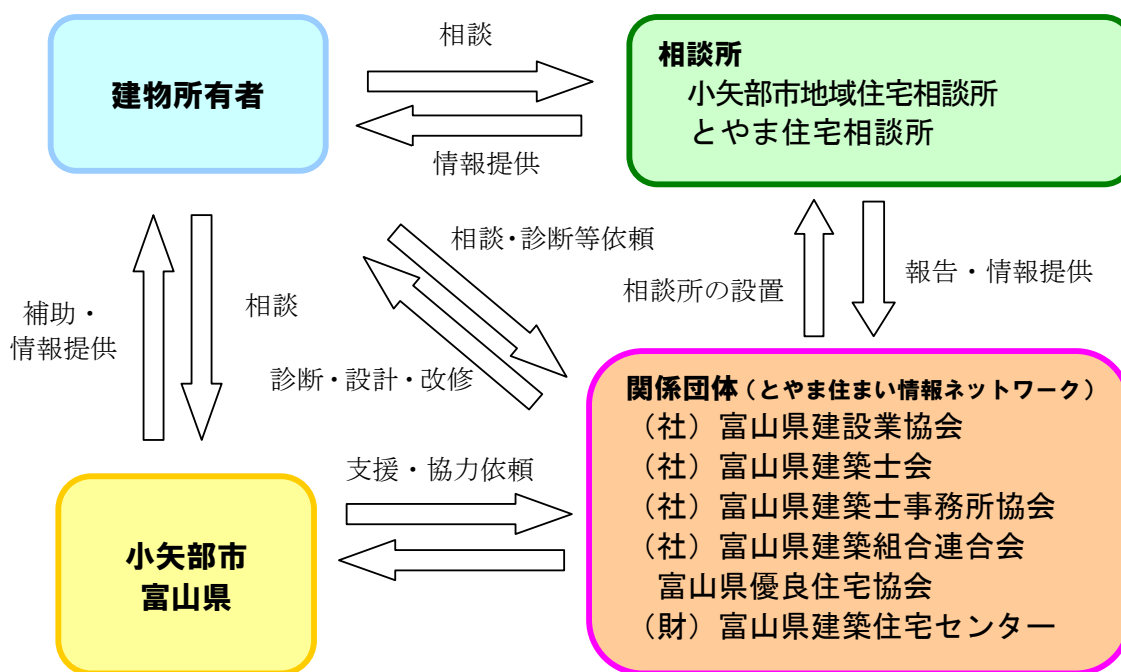 相談
建物所有者
相談所
小矢部市地域住宅相談所
とやま住宅相談所
情報提供
相談・診断等依頼
相談所の設置
報告・情報提供
補助・
情報提供
相談
診断・設計・改修
関係団体(とやま住まい情報ネットワーク)
(社)富山県建設業協会
(社)富山県建築士会
(社)富山県建築士事務所協会
(社)富山県建築組合連合会
富山県優良住宅協会
(財)富山県建築住宅センター
支援・協力依頼
小矢部市
富山県